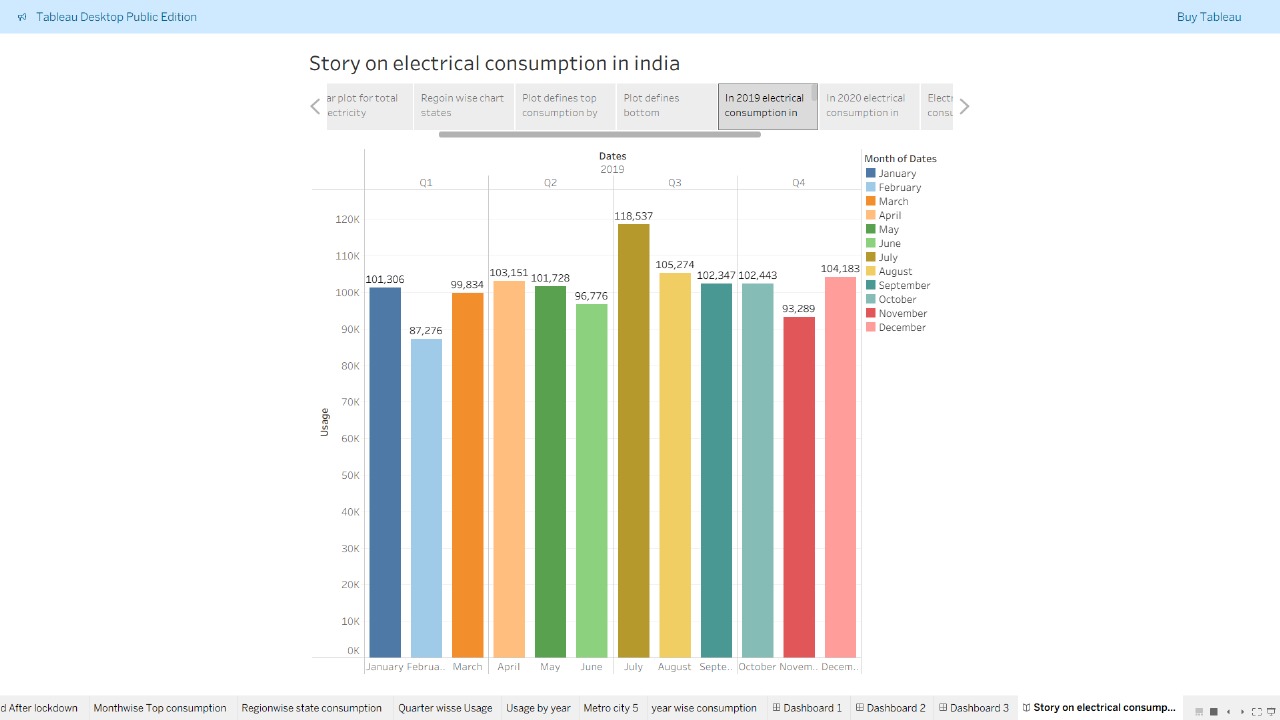 Tableau Desktop Public Edition
Buy Tableau
Story on electrical consumption in india
ar plot for total
ectricity
Regoin wise chart
states
Plot defines top
consumption by
Plot defines
bottom
In 2019 electrical
consumption in
In 2020 electrical
consumption in
Electr
consu
Dates
2019
Q1 Q2 Q3 Q4
Month of Dates
January
February
March
April
May
June
July
August
September
October
November
December
Usage
120K
110K
100K
90K
80K
70K
60K
50K
40K
30K
20K
10K
0K
101,306
87,276
99,834
103,151
101,728
96,776
118,537
105,274
102,347
102,443
93,289
104,183
January Februa.. March April May June July August Septe.. October Novem.. Decem..
d After lockdown Monthwise Top consumption Regionwise state consumption Quarter wisse Usage Usage by year Metro city 5 year wise consumption Dashboard 1 Dashboard 2 Dashboard 3 Story on electrical consump...